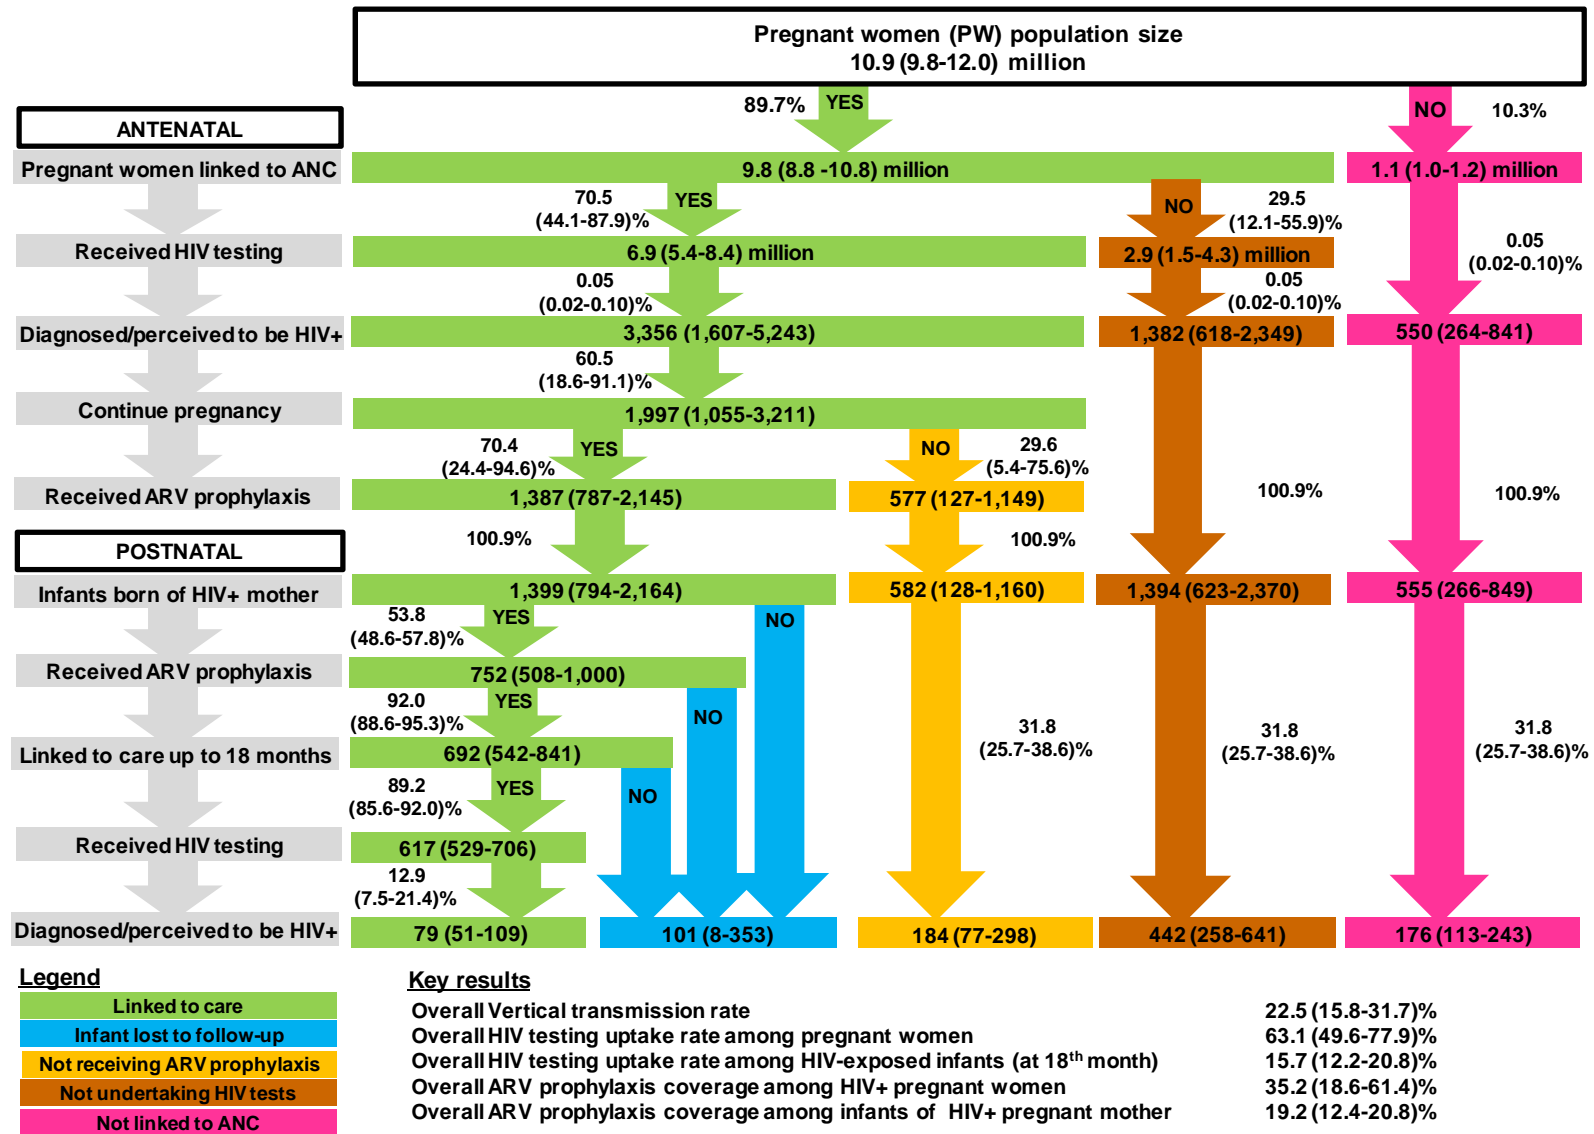 Pregnant women (PW) population size
10.9 (9.8-12.0) million
89.7% YES
NO 10.3%
ANTENATAL
Pregnant women linked to ANC
9.8 (8.8 -10.8) million
1.1 (1.0-1.2) million
70.5
(44.1-87.9)%
YES
NO
29.5
(12.1-55.9)%
Received HIV testing
6.9 (5.4-8.4) million
2.9 (1.5-4.3) million
0.05
(0.02-0.10)%
0.05
(0.02-0.10)%
0.05
(0.02-0.10)%
Diagnosed/perceived to be HIV+
3,356 (1,607-5,243)
1,382 (618-2,349)
550 (264-841)
60.5
(18.6-91.1)%
Continue pregnancy
1,997 (1,055-3,211)
70.4
(24.4-94.6)%
YES
NO
29.6
(5.4-75.6)%
Received ARV prophylaxis
1,387 (787-2,145)
577 (127-1,149)
100.9%
100.9%
100.9%
100.9%
POSTNATAL
Infants born of HIV+ mother
1,399 (794-2,164)
582 (128-1,160)
1,394 (623-2,370)
555 (266-849)
53.8
(48.6-57.8)%
YES
NO
Received ARV prophylaxis
752 (508-1,000)
92.0
(88.6-95.3)%
YES
NO
31.8
(25.7-38.6)%
31.8
(25.7-38.6)%
31.8
(25.7-38.6)%
Linked to care up to 18 months
692 (542-841)
89.2
(85.6-92.0)%
YES
NO
Received HIV testing
617 (529-706)
12.9
(7.5-21.4)%
Diagnosed/perceived to be HIV+
79 (51-109)
101 (8-353)
184 (77-298)
442 (258-641)
176 (113-243)
Legend
Linked to care
Infant lost to follow-up
Not receiving ARV prophylaxis
Not undertaking HIV tests
Not linked to ANC
Key results
Overall Vertical transmission rate 22.5 (15.8-31.7)%
Overall HIV testing uptake rate among pregnant women 63.1 (49.6-77.9)%
Overall HIV testing uptake rate among HIV-exposed infants (at 18th month) 15.7 (12.2-20.8)%
Overall ARV prophylaxis coverage among HIV+ pregnant women 35.2 (18.6-61.4)%
Overall ARV prophylaxis coverage among infants of HIV+ pregnant mother 19.2 (12.4-20.8)%